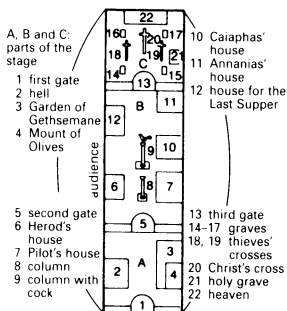 A, B and C:
parts of the
stage
1 first gate
2 hell
3 Garden of
Gethsemane
4 Mount of
Olives
5 second gate
6 Herod's
house
7 Pilot's house
8 column
9 column with
cock
audience
22
16 20 17
18 19 21
C
14 15
13
B 11
12
9 10
6 8 7
5
3
A
2 4
1
10 Caiaphas'
house
11 Annanias'
house
12 house for the
Last Supper
13 third gate
14–17 graves
18, 19 thieves'
crosses
20 Christ's cross
21 holy grave
22 heaven